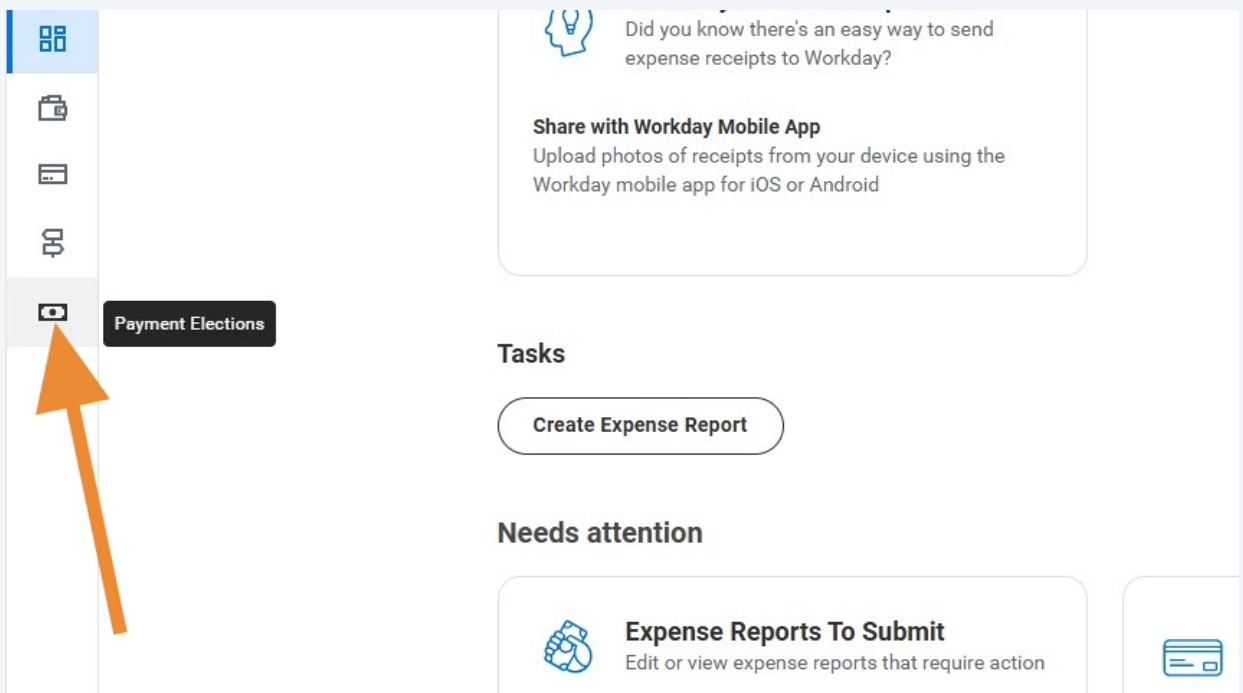 Did you know there's an easy way to send
expense receipts to Workday?
Share with Workday Mobile App
Upload photos of receipts from your device using the
Workday mobile app for iOS or Android
Payment Elections
Tasks
Create Expense Report
Needs attention
Expense Reports To Submit
Edit or view expense reports that require action